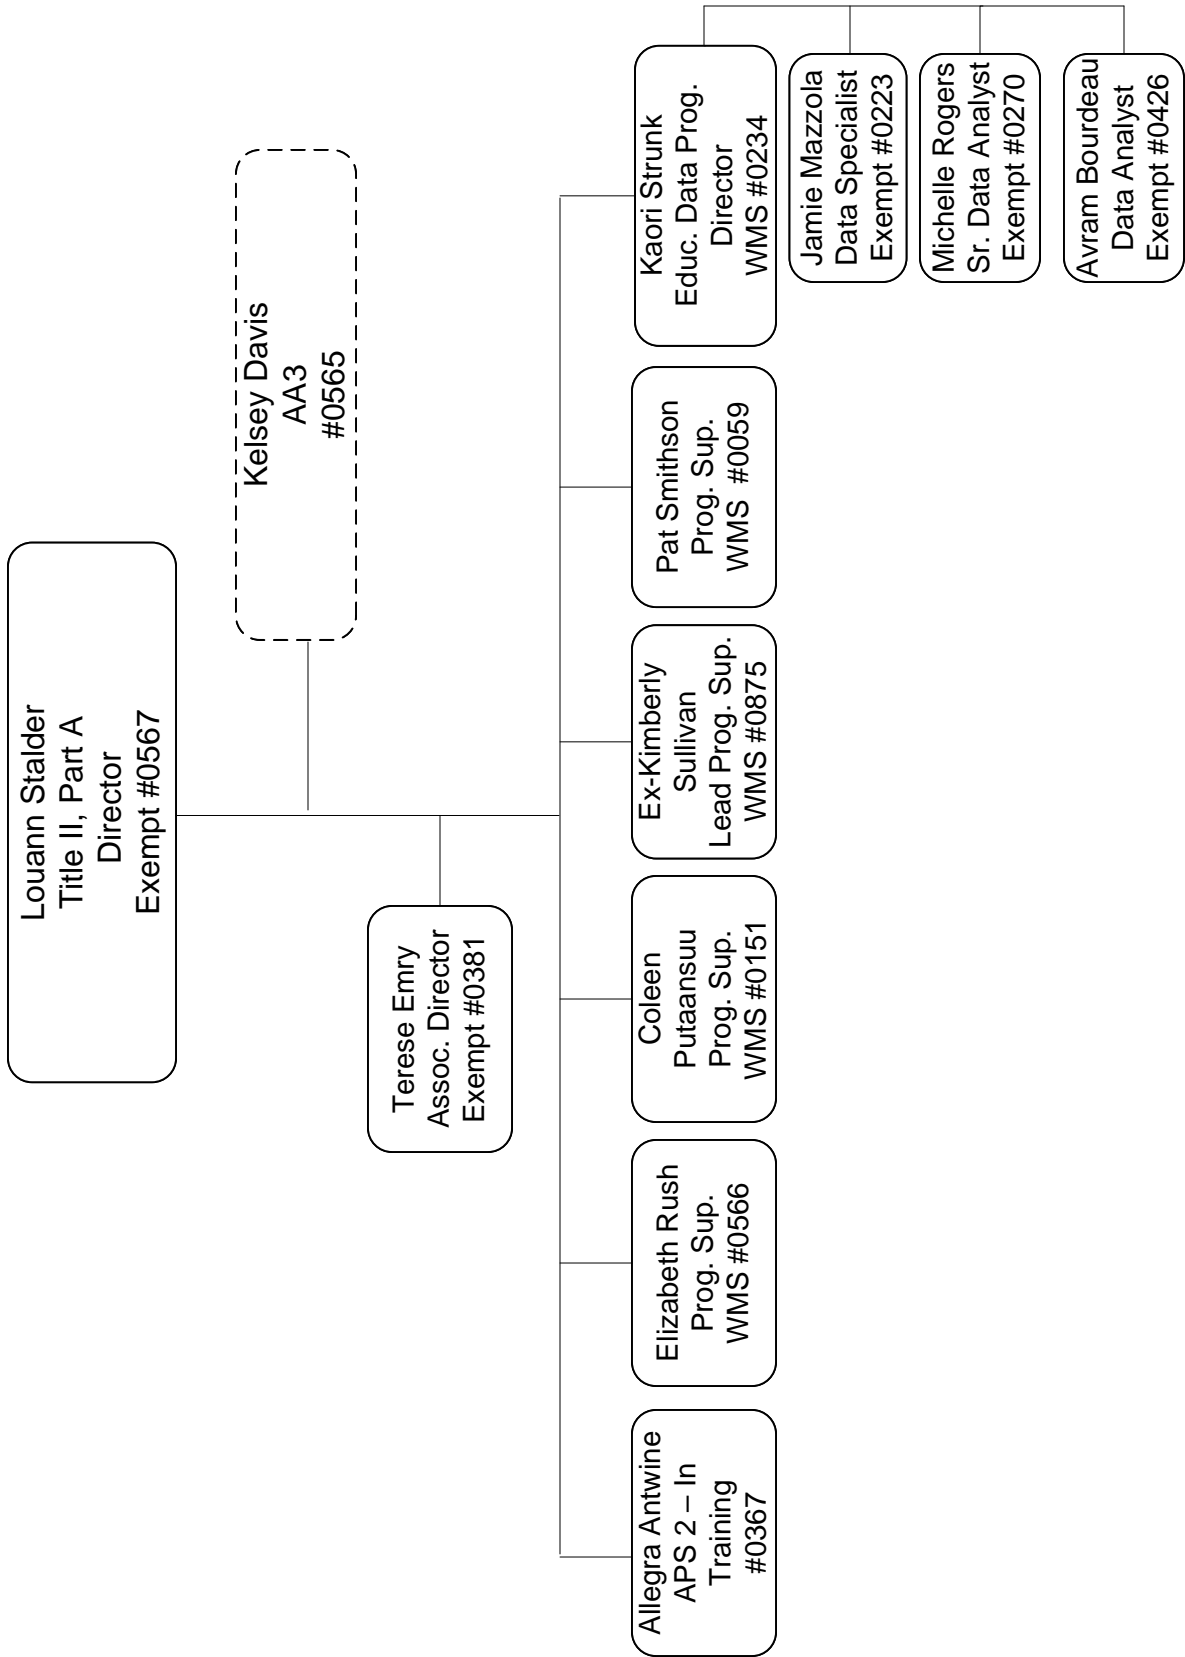 Louann Stalder
Title II, Part A
Director
Exempt #0567
Kelsey Davis
AA3
#0565
Terese Emry
Assoc. Director
Exempt #0381
Allegra Antwine
APS 2 – In
Training
#0367
Elizabeth Rush
Prog. Sup.
WMS #0566
Coleen
Putaansuu
Prog. Sup.
WMS #0151
Ex-Kimberly
Sullivan
Lead Prog. Sup.
WMS #0875
Pat Smithson
Prog. Sup.
WMS  #0059
Kaori Strunk
Educ. Data Prog.
Director
WMS #0234
Jamie Mazzola
Data Specialist
Exempt #0223
Michelle Rogers
Sr. Data Analyst
Exempt #0270
Avram Bourdeau
Data Analyst
Exempt #0426